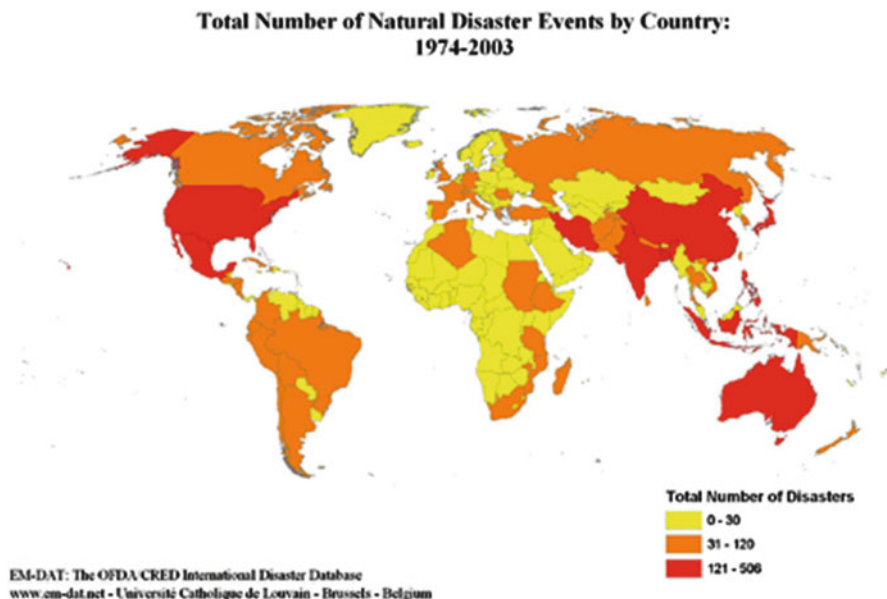 Total Number of Natural Disaster Events by Country:
1974-2003
Total Number of Disasters
0 - 30
31 - 120
121 - 506
EM-DAT: The OFDA/CRED International Disaster Database
www.em-dat.net - Université Catholique de Louvain - Brussels - Belgium